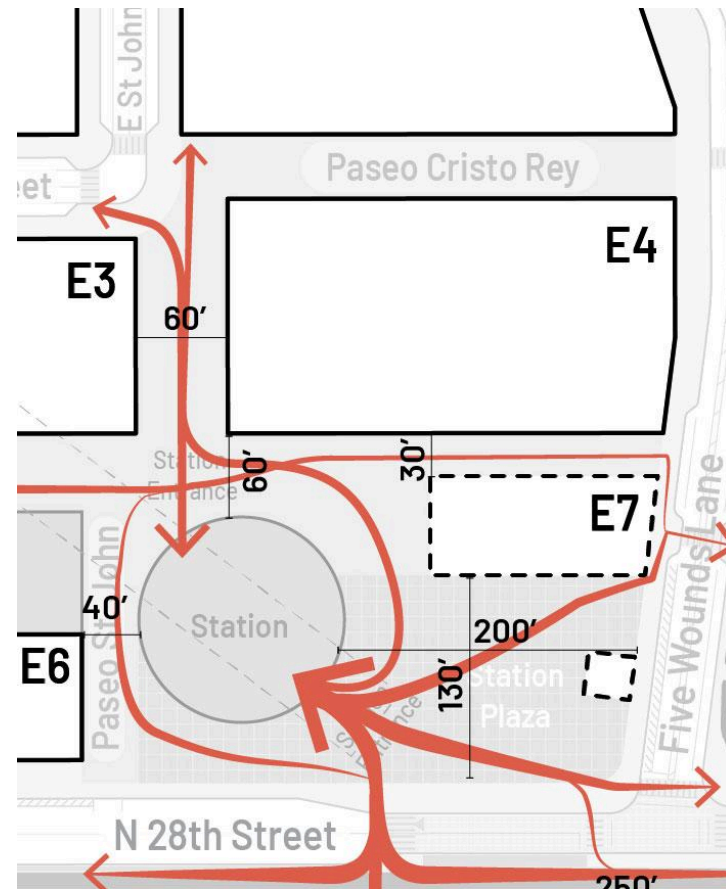 E St John
Paseo Cristo Rey
eet
E3
E4
60′
Station
Entrance
60′
30′
E7
Paseo St John
40′
Station
200′
E6
130′
Station
Plaza
Five Wounds Lane
N 28th Street
250′